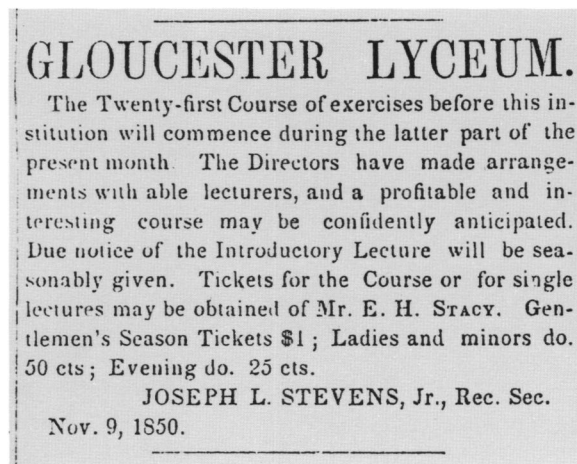 GLOUCESTER LYCEUM.
The Twenty-first Course of exercises before this in-
stitution will commence during the latter part of the
present month The Directors have made arrange-
ments with able lecturers, and a profitable and in-
teresting course may be confidently anticipated.
Due notice of the Introductory Lecture will be sea-
sonably given. Tickets for the Course or for single
lectures may be obtained of Mr. E. H. STACY. Gen-
tlemen's Season Tickets $1; Ladies and minors do.
50 cts; Evening do. 25 cts.
JOSEPH L. STEVENS, Jr., Rec. Sec.
Nov. 9, 1850.